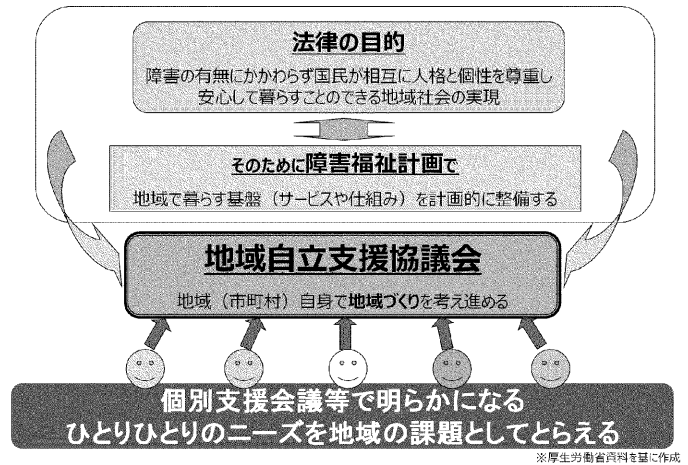 法律の目的
障害の有無にかかわらず国民が相互に人格と個性を尊重し
安心して暮らすことのできる地域社会の実現
そのために障害福祉計画で
地域で暮らす基盤（サービスや仕組み）を計画的に整備する
地域自立支援協議会
地域（市町村）自身で地域づくりを考え進める
個別支援会議等で明らかになる
ひとりひとりのニーズを地域の課題としてとらえる
※厚生労働省資料を基に作成